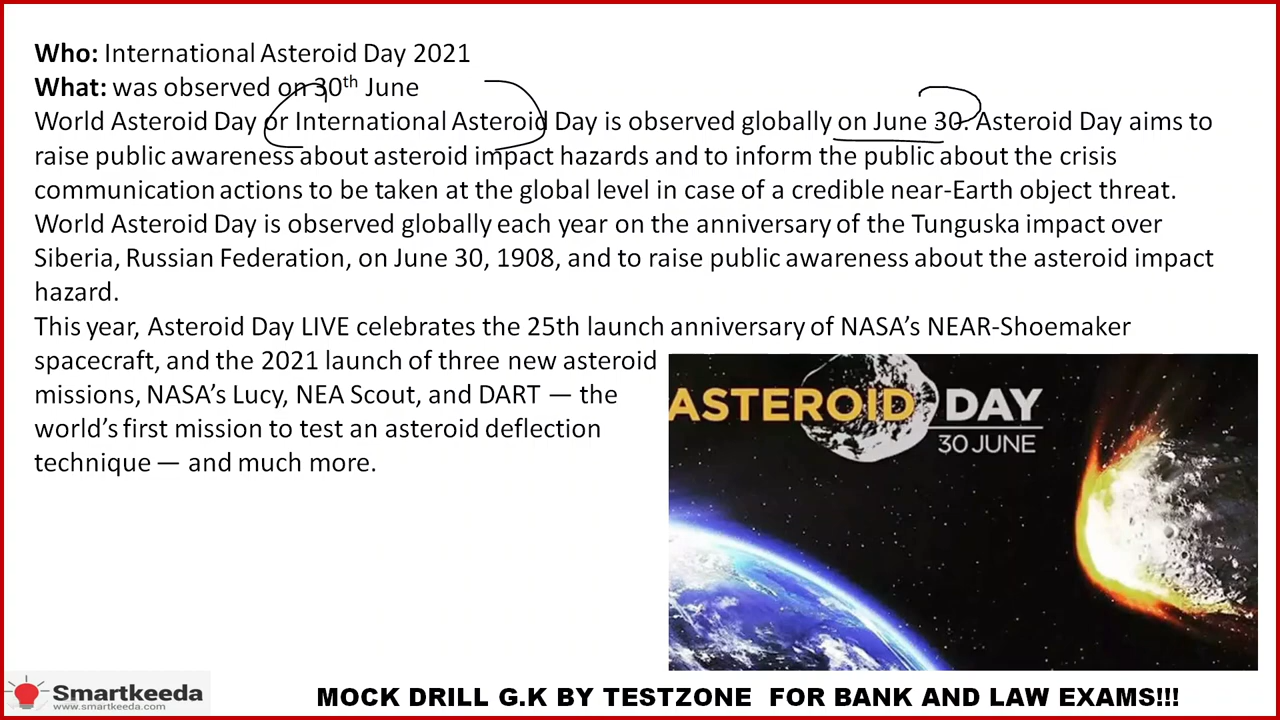 Who: International Asteroid Day 2021
What: was observed on 30th June
World Asteroid Day or International Asteroid Day is observed globally on June 30. Asteroid Day aims to
raise public awareness about asteroid impact hazards and to inform the public about the crisis
communication actions to be taken at the global level in case of a credible near-Earth object threat.
World Asteroid Day is observed globally each year on the anniversary of the Tunguska impact over
Siberia, Russian Federation, on June 30, 1908, and to raise public awareness about the asteroid impact
hazard.
This year, Asteroid Day LIVE celebrates the 25th launch anniversary of NASA’s NEAR-Shoemaker
spacecraft, and the 2021 launch of three new asteroid
missions, NASA’s Lucy, NEA Scout, and DART — the
world’s first mission to test an asteroid deflection
technique — and much more.
ASTEROID DAY
30 JUNE
Smartkeeda
www.smartkeeda.com
MOCK DRILL G.K BY TESTZONE FOR BANK AND LAW EXAMS!!!